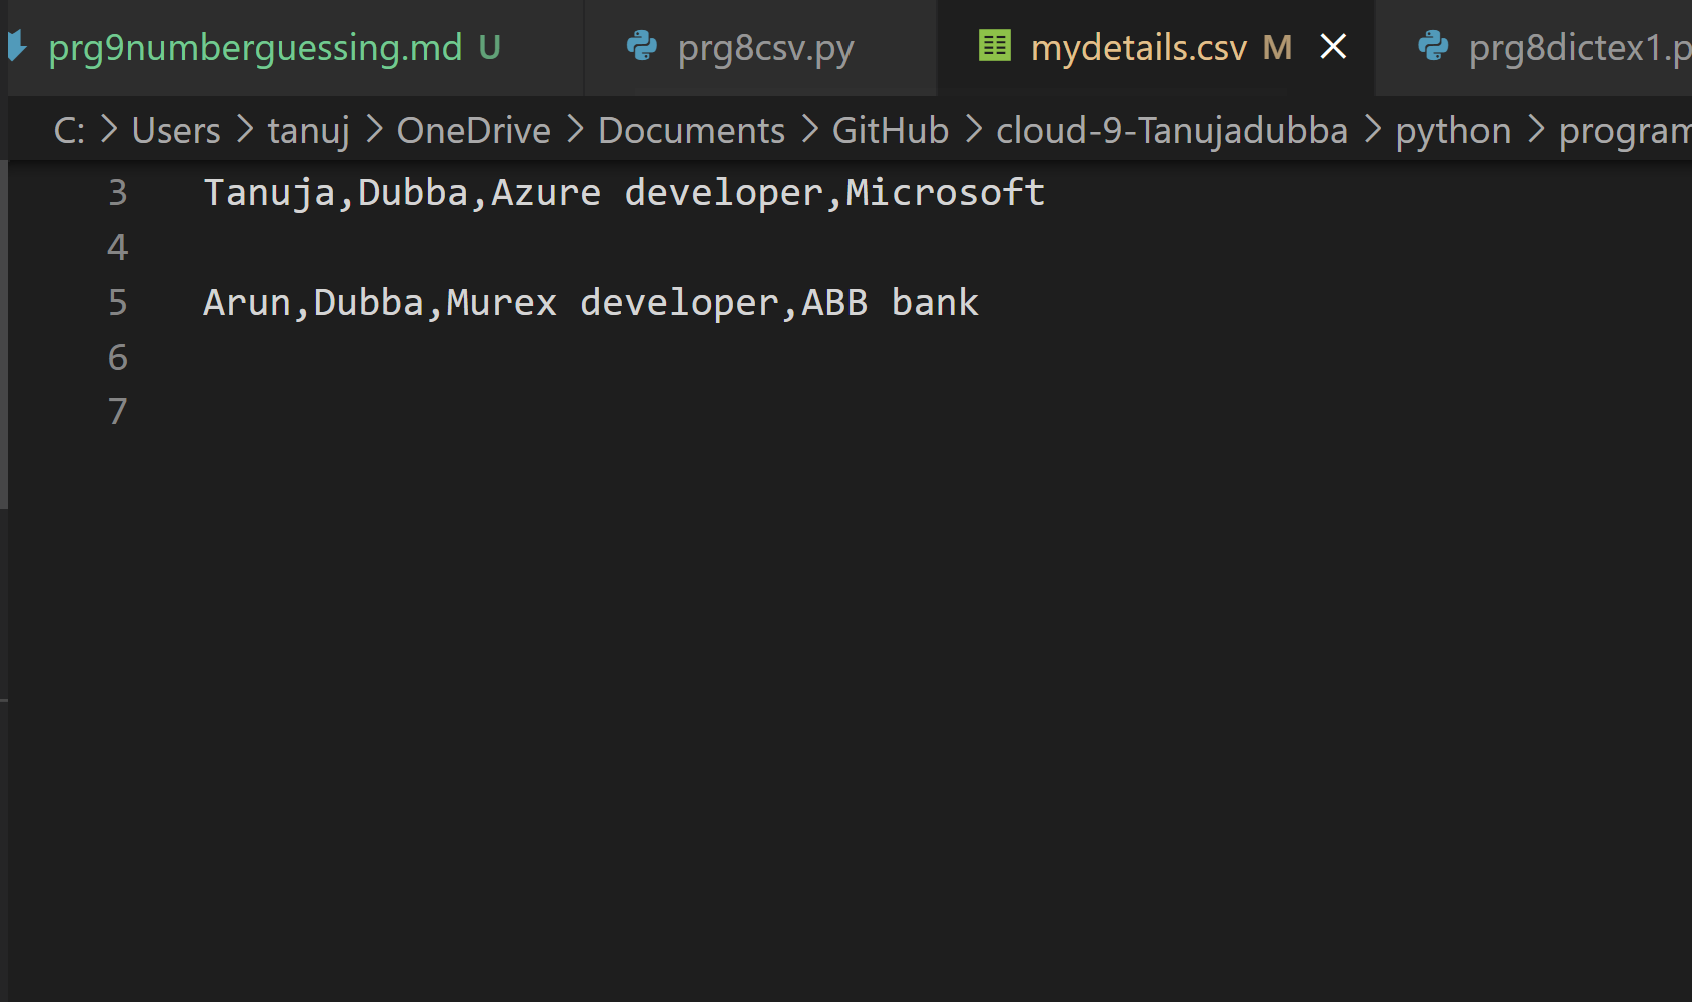 prg9numberguessing.md U prg8csv.py mydetails.csv M prg8dictex1.p
C: > Users > tanuj > OneDrive > Documents > GitHub > cloud-9-Tanujadubba > python > program
3 Tanuja,Dubba,Azure developer,Microsoft
4
5 Arun,Dubba,Murex developer,ABB bank
6
7